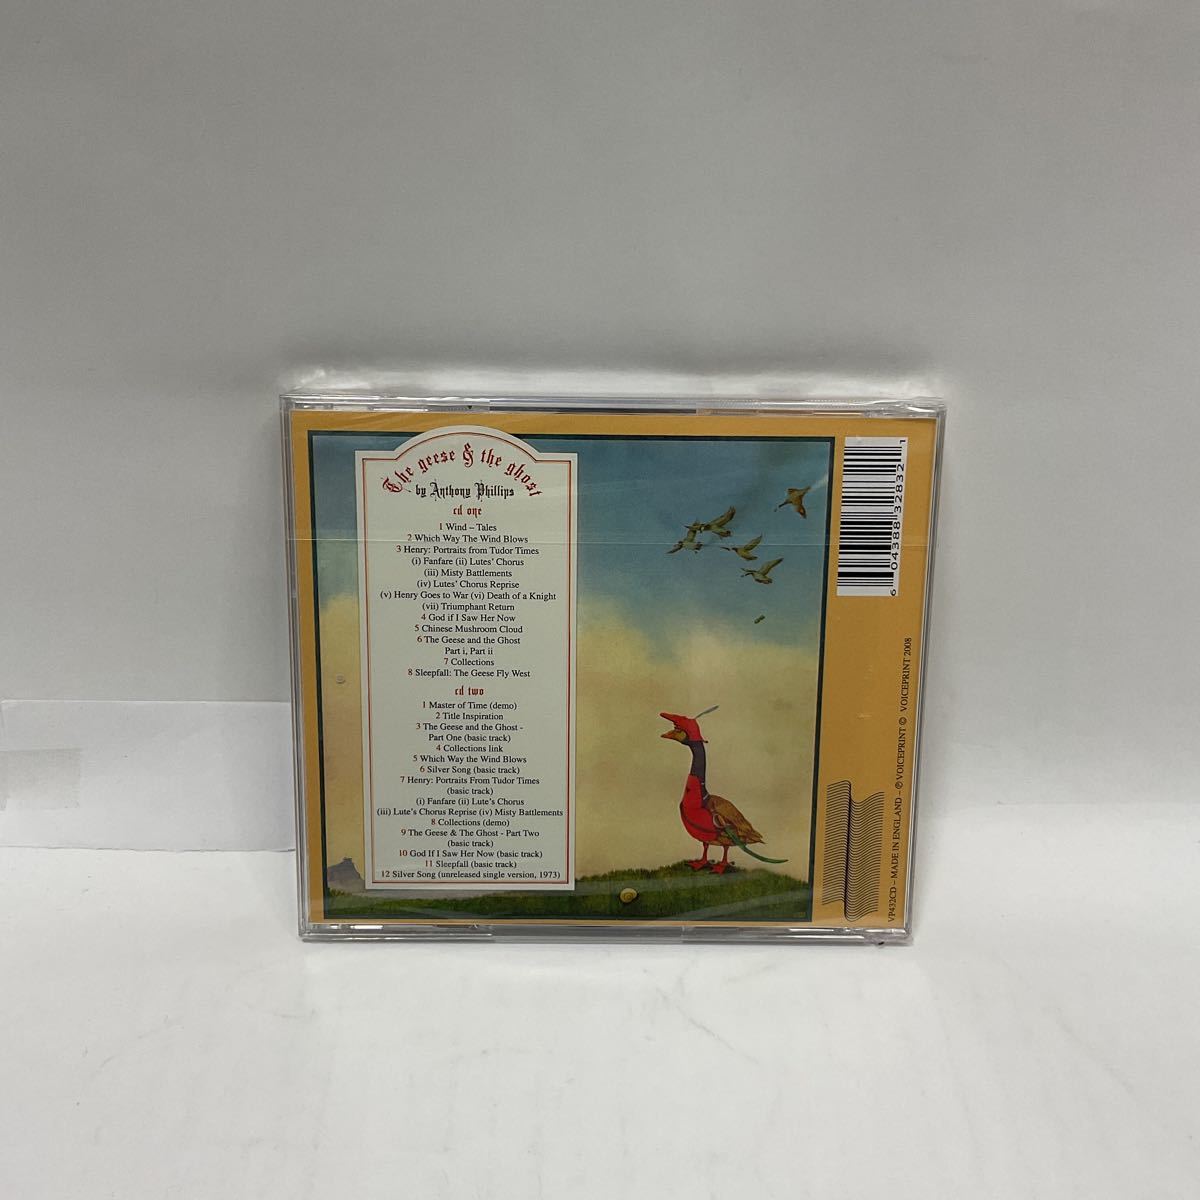 The geese & the ghost
by Anthony Phillips
cd one
1 Wind – Tales
2 Which Way The Wind Blows
3 Henry: Portraits from Tudor Times
(i) Fanfare (ii) Lutes' Chorus
(iii) Misty Battlements
(iv) Lutes' Chorus Reprise
(v) Henry Goes to War (vi) Death of a Knight
(vii) Triumphant Return
4 God if I Saw Her Now
5 Chinese Mushroom Cloud
6 The Geese and the Ghost
Part i, Part ii
7 Collections
8 Sleepfall: The Geese Fly West
cd two
1 Master of Time (demo)
2 Title Inspiration
3 The Geese and the Ghost -
Part One (basic track)
4 Collections link
5 Which Way the Wind Blows
6 Silver Song (basic track)
7 Henry: Portraits From Tudor Times
(basic track)
(i) Fanfare (ii) Lute's Chorus
(iii) Lute's Chorus Reprise (iv) Misty Battlements
8 Collections (demo)
9 The Geese & The Ghost - Part Two
(basic track)
10 God If I Saw Her Now (basic track)
11 Sleepfall (basic track)
12 Silver Song (unreleased single version, 1973)
6 04388 32832 1
VP432CD – MADE IN ENGLAND – ℗ VOICEPRINT © VOICEPRINT 2008